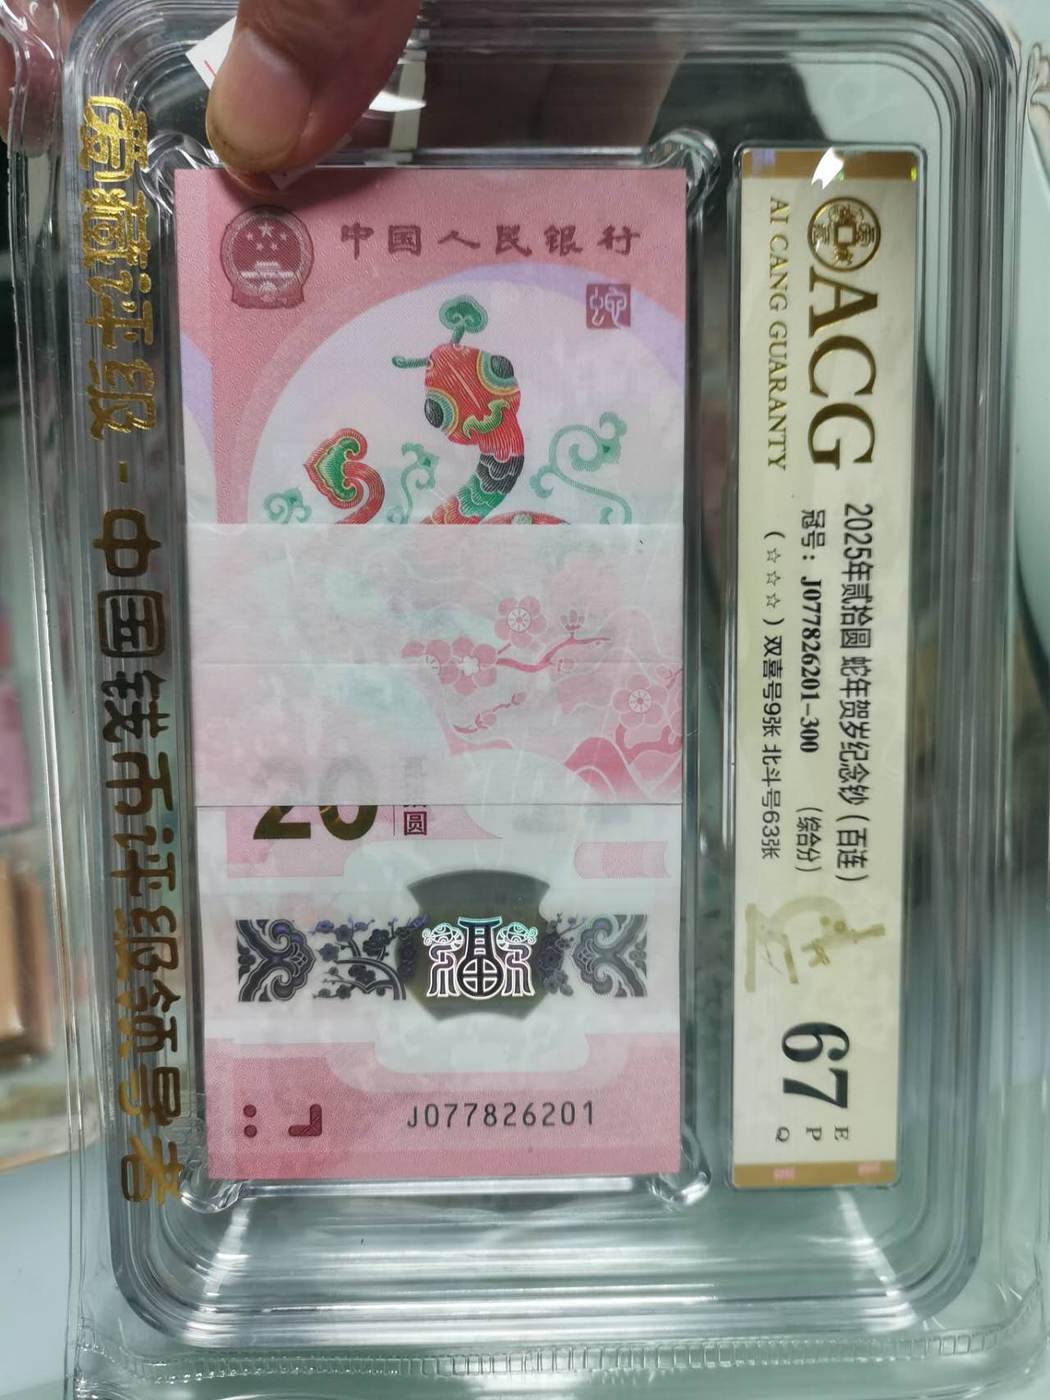 爱藏评级 - 中国钱币评级领导者
中国人民银行
蛇
20
圆
福
J077826201
ACG
AI CANG GUARANTY
2025年贰拾圆 蛇年贺岁纪念钞（百连）
冠号：J077826201-300 （综合分）
（☆☆☆）双喜号9张 北斗号63张
67
E
P
Q